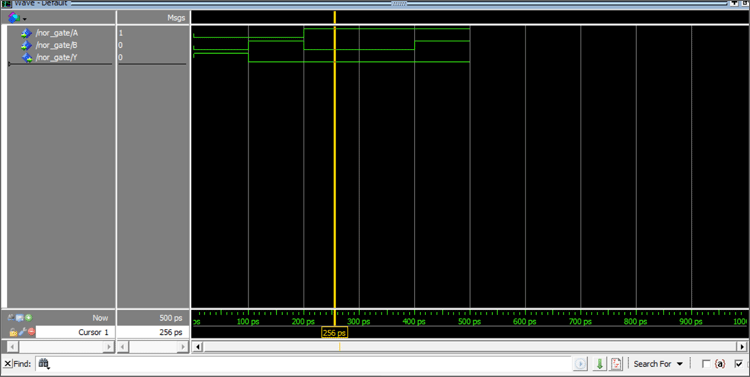 Wave - Default
Msgs
/nor_gate/A 1
/nor_gate/B 0
/nor_gate/Y 0
Now 500 ps
ps 100 ps 200 ps 300 ps 400 ps 500 ps 600 ps 700 ps 800 ps 900 ps 1000
Cursor 1 256 ps
256 ps
Find:
Search For